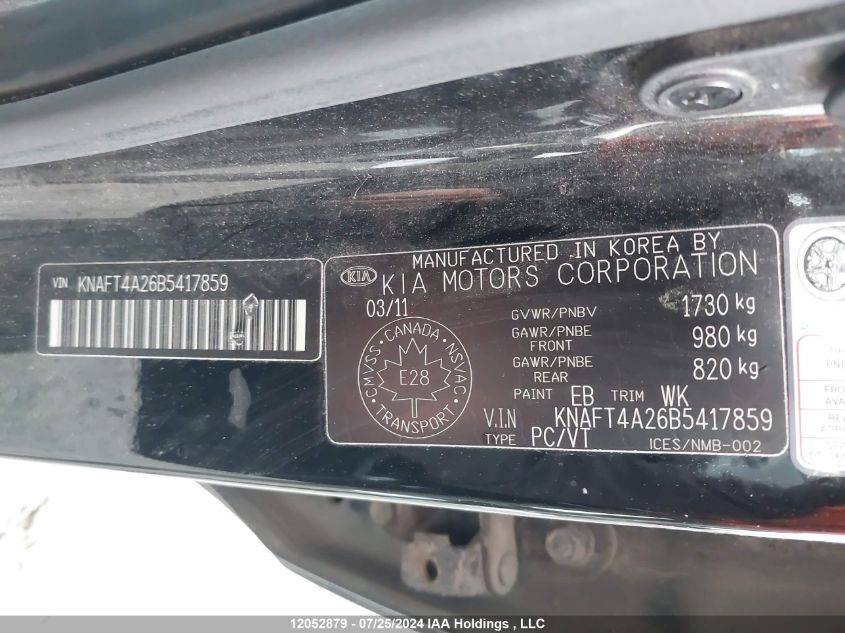 VIN KNAFT4A26B5417859
MANUFACTURED IN KOREA BY
KIA KIA MOTORS CORPORATION
03/11
GVWR/PNBV 1730 kg
GAWR/PNBE FRONT 980 kg
GAWR/PNBE REAR 820 kg
PAINT EB TRIM WK
V.I.N KNAFT4A26B5417859
TYPE PC/VT ICES/NMB-002
CANADA
CMVSS NSVAC
E28
TRANSPORT
12052879 - 07/25/2024 IAA Holdings , LLC